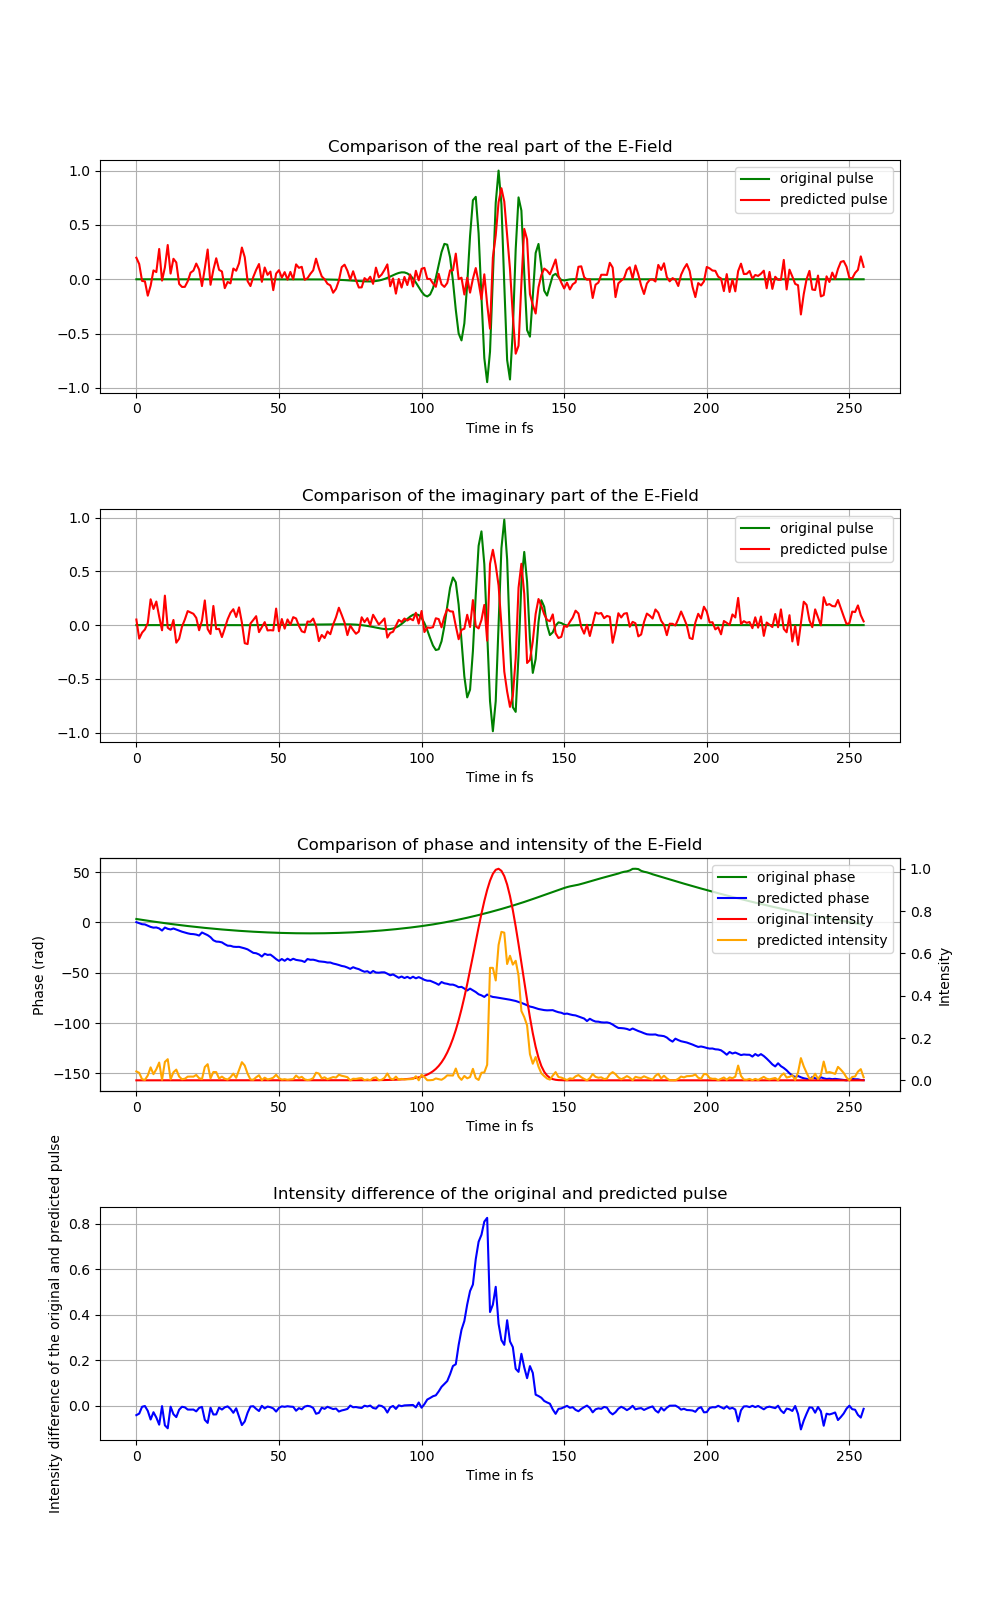 Comparison of the real part of the E-Field
1.0
0.5
0.0
−0.5
−1.0
original pulse
predicted pulse
0 50 100 150 200 250
Time in fs
Comparison of the imaginary part of the E-Field
1.0
0.5
0.0
−0.5
−1.0
original pulse
predicted pulse
0 50 100 150 200 250
Time in fs
Comparison of phase and intensity of the E-Field
Phase (rad)
50
0
−50
−100
−150
original phase
predicted phase
original intensity
predicted intensity
1.0
0.8
0.6
0.4
0.2
0.0
Intensity
0 50 100 150 200 250
Time in fs
Intensity difference of the original and predicted pulse
Intensity difference of the original and predicted pulse
0.8
0.6
0.4
0.2
0.0
0 50 100 150 200 250
Time in fs